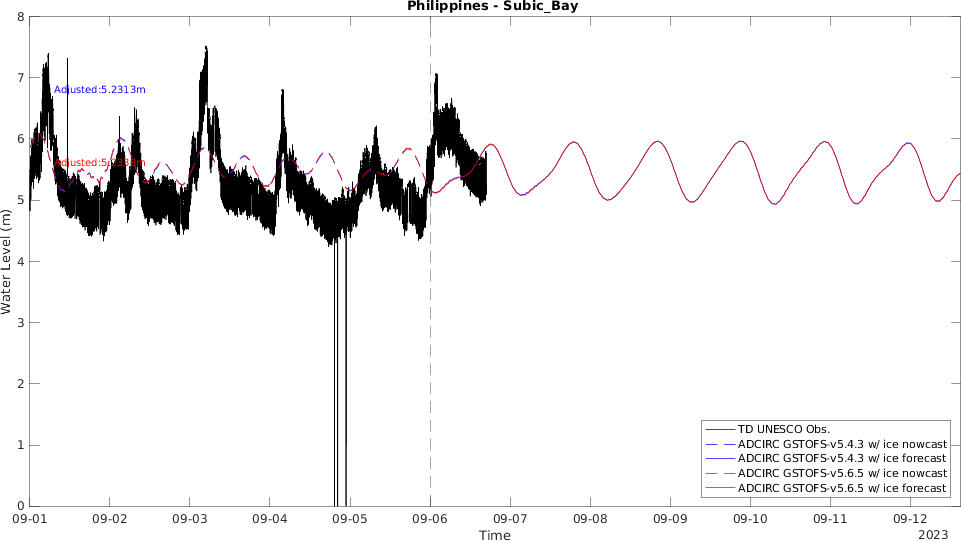 Philippines - Subic_Bay
8
7
6
5
4
3
2
1
0
Water Level (m)
Adjusted:5.2313m
TD UNESCO Obs.
ADCIRC GSTOFS-v5.4.3 w/ ice nowcast
ADCIRC GSTOFS-v5.4.3 w/ ice forecast
ADCIRC GSTOFS-v5.6.5 w/ ice nowcast
ADCIRC GSTOFS-v5.6.5 w/ ice forecast
09-01 09-02 09-03 09-04 09-05 09-06 09-07 09-08 09-09 09-10 09-11 09-12
Time
2023